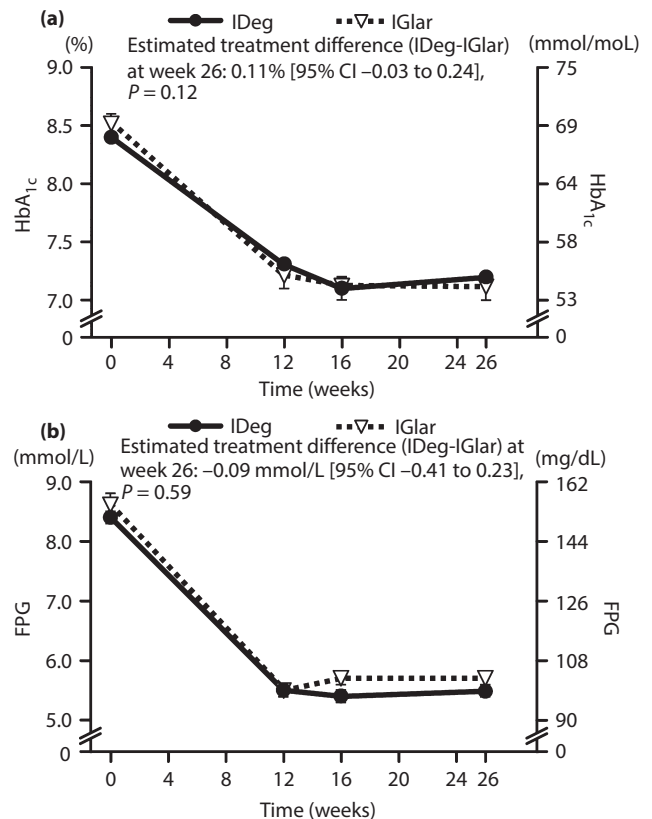 (a)
IDeg IGlar
(%)
Estimated treatment difference (IDeg-IGlar)
at week 26: 0.11% [95% CI –0.03 to 0.24],
P = 0.12
(mmol/moL)
9.0 75
8.5 69
8.0 64
7.5 58
7.0 53
0 0
HbA1c
HbA1c
0 4 8 12 16 20 24 26
Time (weeks)
(b)
IDeg IGlar
(mmol/L)
Estimated treatment difference (IDeg-IGlar) at
week 26: –0.09 mmol/L [95% CI –0.41 to 0.23],
P = 0.59
(mg/dL)
9.0 162
8.0 144
7.0 126
6.0 108
5.0 90
0 0
FPG
FPG
0 4 8 12 16 20 24 26
Time (weeks)